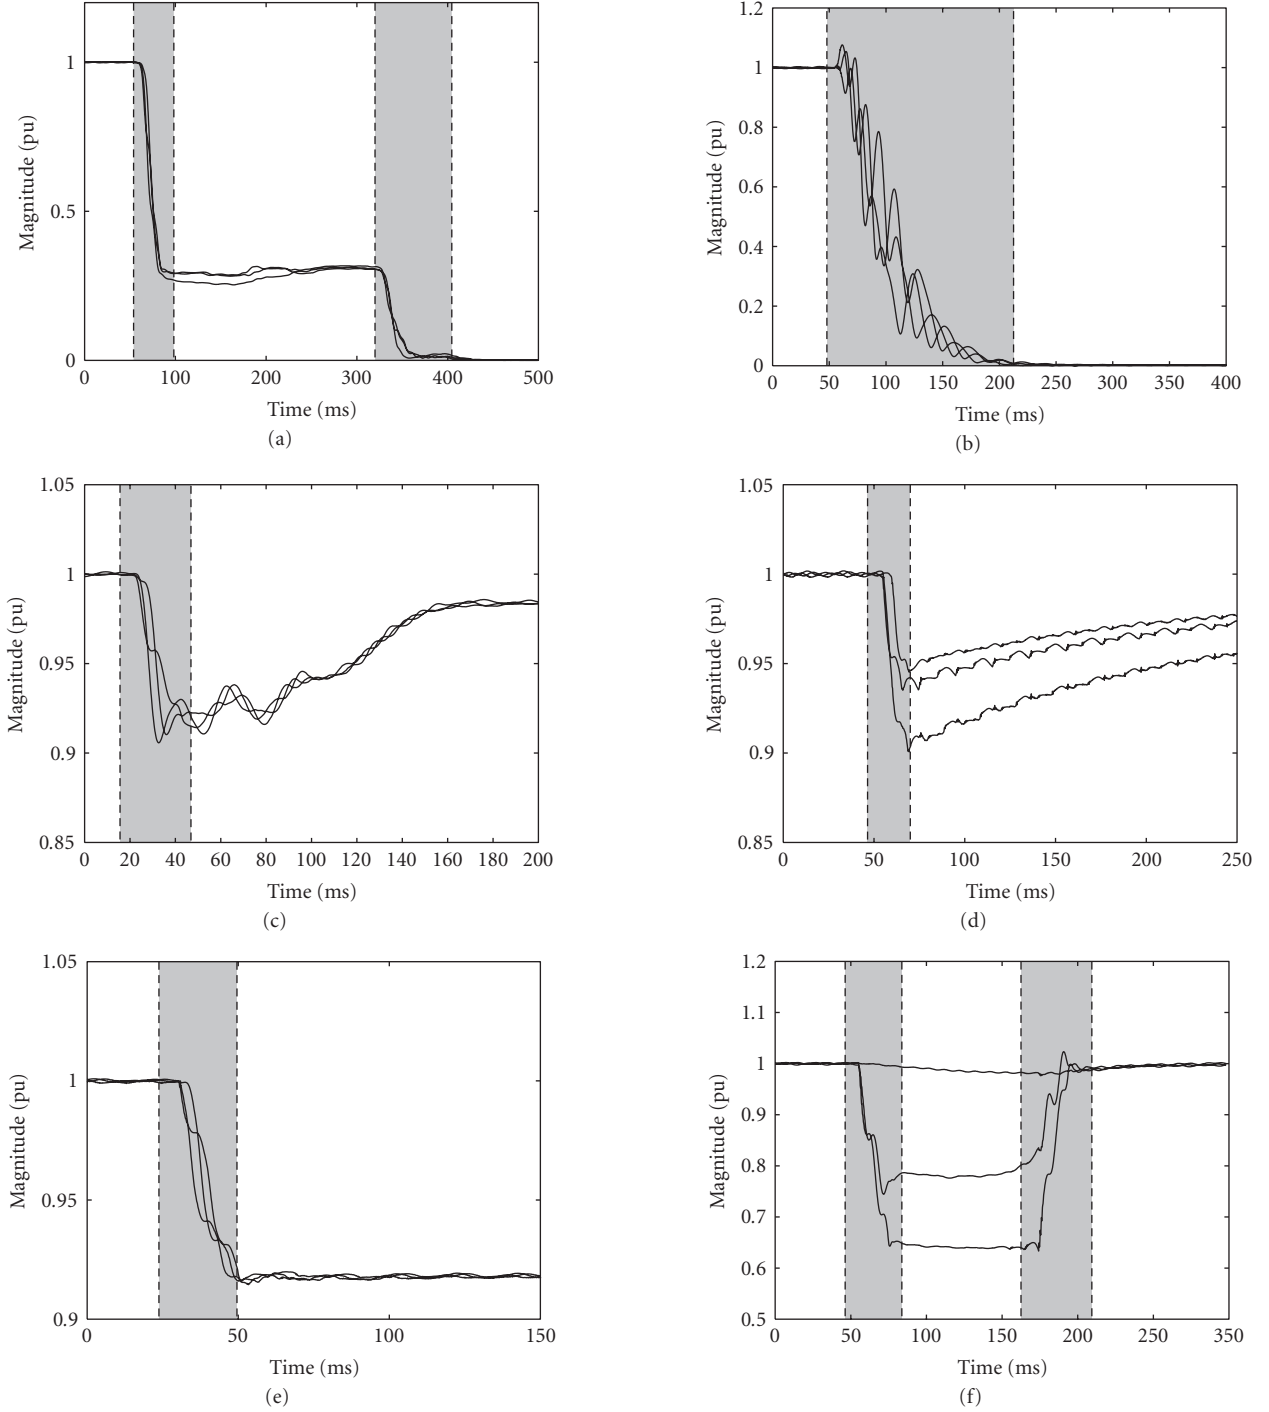 1
0.5
0
Magnitude (pu)
0 100 200 300 400 500
Time (ms)
(a)
1.2
1
0.8
0.6
0.4
0.2
0
Magnitude (pu)
0 50 100 150 200 250 300 350 400
Time (ms)
(b)
1.05
1
0.95
0.9
0.85
Magnitude (pu)
0 20 40 60 80 100 120 140 160 180 200
Time (ms)
(c)
1.05
1
0.95
0.9
0.85
Magnitude (pu)
0 50 100 150 200 250
Time (ms)
(d)
1.05
1
0.95
0.9
Magnitude (pu)
0 50 100 150
Time (ms)
(e)
1.2
1.1
1
0.9
0.8
0.7
0.6
0.5
Magnitude (pu)
0 50 100 150 200 250 350
Time (ms)
(f)